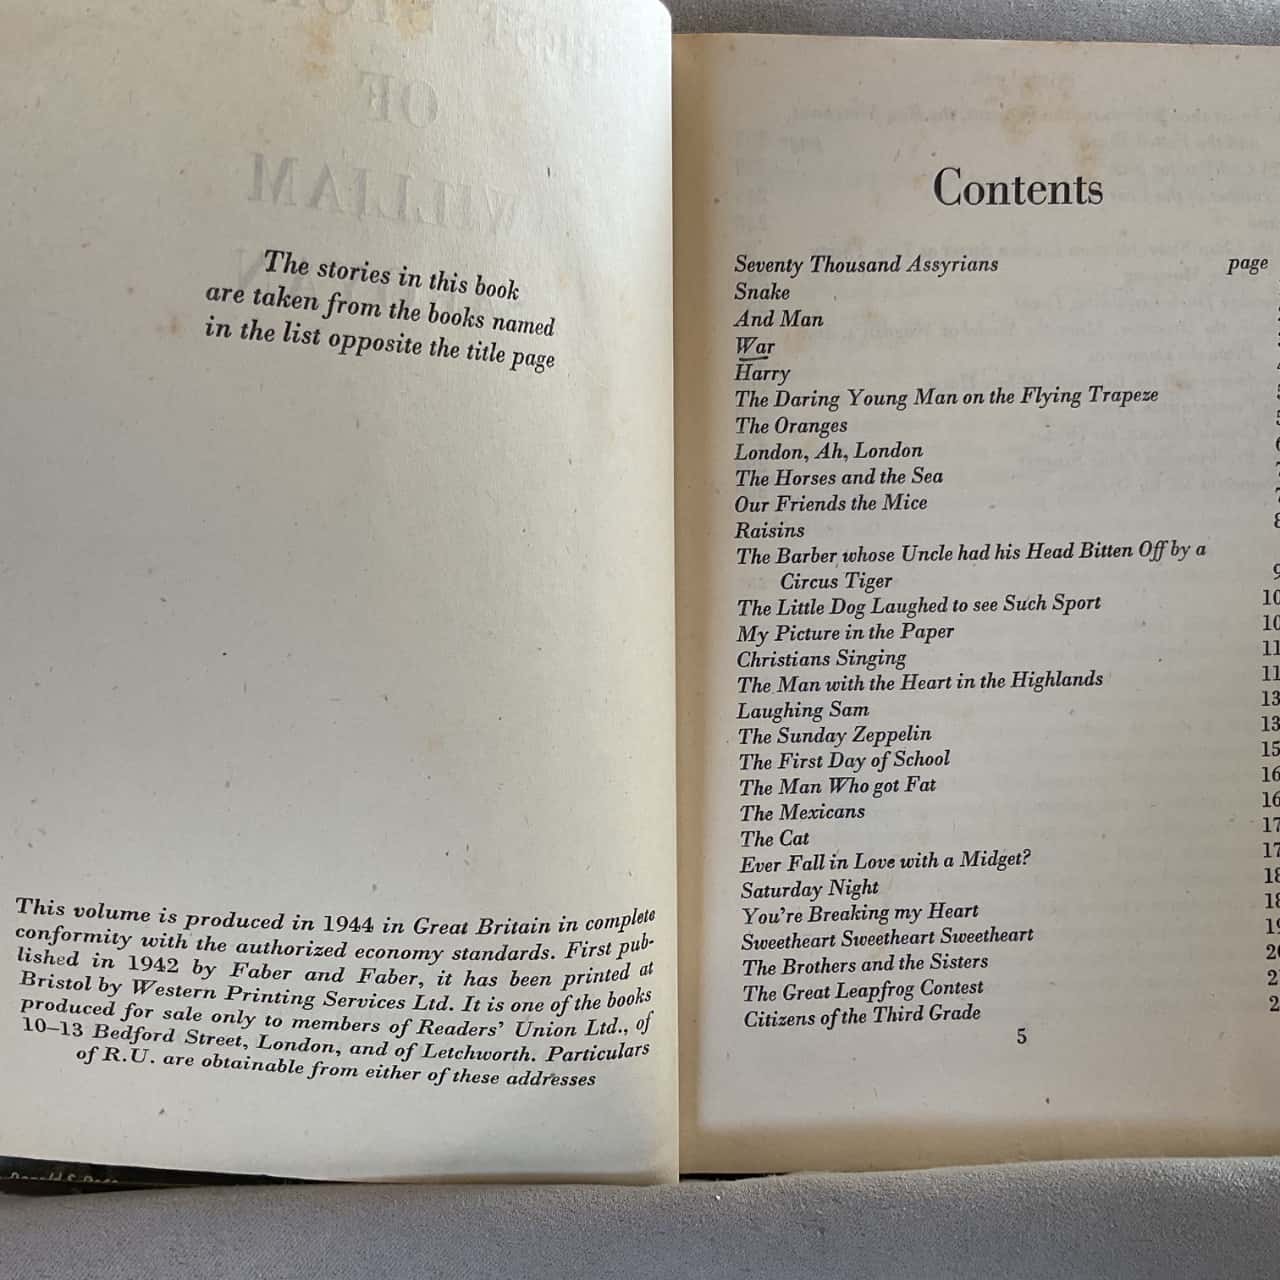 OF
WILLIAM
The stories in this book
are taken from the books named
in the list opposite the title page
This volume is produced in 1944 in Great Britain in complete
conformity with the authorized economy standards. First pub-
lished in 1942 by Faber and Faber, it has been printed at
Bristol by Western Printing Services Ltd. It is one of the books
produced for sale only to members of Readers' Union Ltd., of
10–13 Bedford Street, London, and of Letchworth. Particulars
of R.U. are obtainable from either of these addresses
Contents
Seventy Thousand Assyrians page
Snake
And Man
War
Harry
The Daring Young Man on the Flying Trapeze
The Oranges
London, Ah, London
The Horses and the Sea
Our Friends the Mice
Raisins
The Barber whose Uncle had his Head Bitten Off by a
Circus Tiger
The Little Dog Laughed to see Such Sport
My Picture in the Paper
Christians Singing
The Man with the Heart in the Highlands
Laughing Sam
The Sunday Zeppelin
The First Day of School
The Man Who got Fat
The Mexicans
The Cat
Ever Fall in Love with a Midget?
Saturday Night
You're Breaking my Heart
Sweetheart Sweetheart Sweetheart
The Brothers and the Sisters
The Great Leapfrog Contest
Citizens of the Third Grade
5